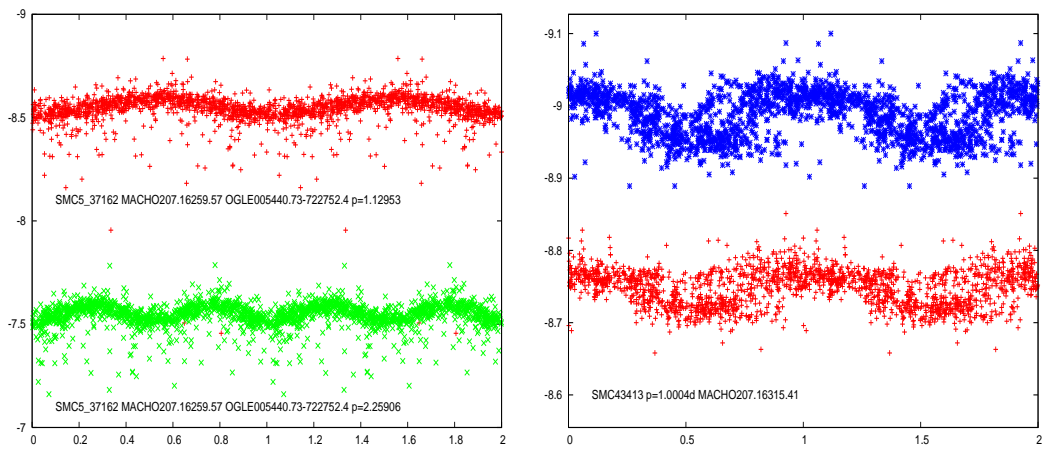 -9
-8.5
SMC5_37162 MACHO207.16259.57 OGLE005440.73-722752.4 p=1.12953
-8
-7.5
SMC5_37162 MACHO207.16259.57 OGLE005440.73-722752.4 p=2.25906
-7
0 0.2 0.4 0.6 0.8 1 1.2 1.4 1.6 1.8 2
-9.1
-9
-8.9
-8.8
-8.7
-8.6
SMC43413 p=1.0004d MACHO207.16315.41
0 0.5 1 1.5 2